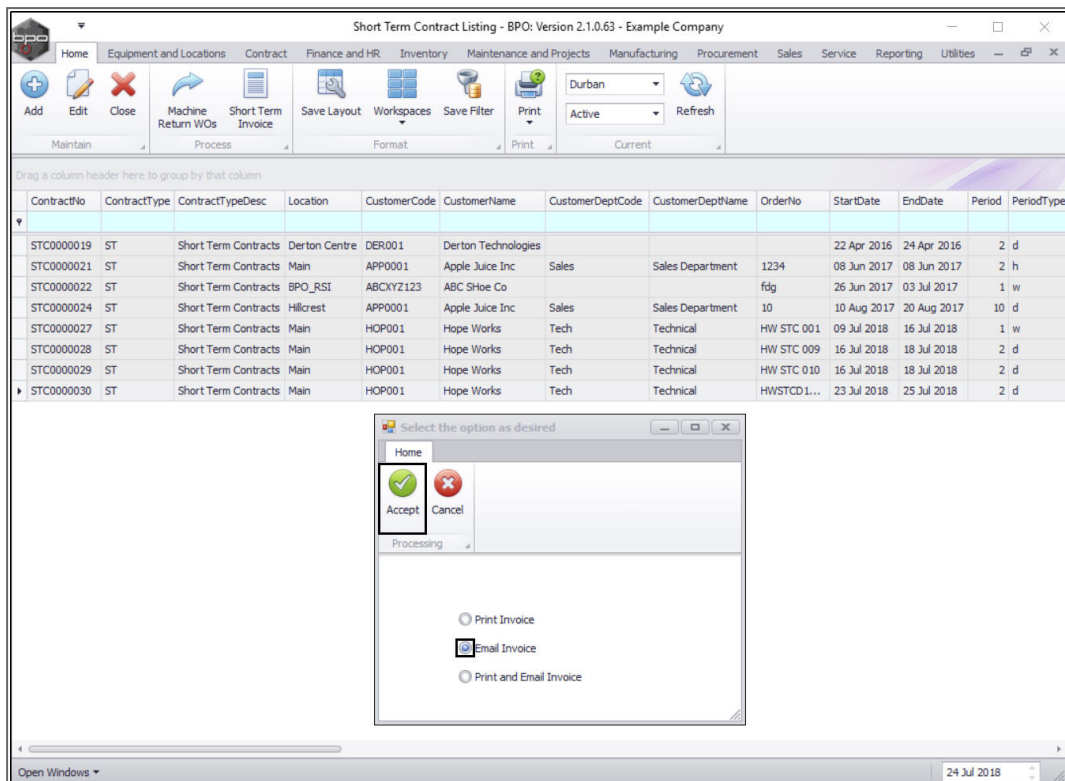 Short Term Contract Listing - BPO: Version 2.1.0.63 - Example Company
bpo
Home Equipment and Locations Contract Finance and HR Inventory Maintenance and Projects Manufacturing Procurement Sales Service Reporting Utilities
Add Edit Close Machine Return WOs Short Term Invoice Save Layout Workspaces Save Filter Print Durban Active Refresh
Maintain Process Format Print Current
Drag a column header here to group by that column
ContractNo ContractType ContractTypeDesc Location CustomerCode CustomerName CustomerDeptCode CustomerDeptName OrderNo StartDate EndDate Period PeriodType
STC0000019 ST Short Term Contracts Derton Centre DER001 Derton Technologies 22 Apr 2016 24 Apr 2016 2 d
STC0000021 ST Short Term Contracts Main APP0001 Apple Juice Inc Sales Sales Department 1234 08 Jun 2017 08 Jun 2017 2 h
STC0000022 ST Short Term Contracts BPO_RSI ABCXYZ123 ABC SHoe Co fdg 26 Jun 2017 03 Jul 2017 1 w
STC0000024 ST Short Term Contracts Hillcrest APP0001 Apple Juice Inc Sales Sales Department 10 10 Aug 2017 20 Aug 2017 10 d
STC0000027 ST Short Term Contracts Main HOP001 Hope Works Tech Technical HW STC 001 09 Jul 2018 16 Jul 2018 1 w
STC0000028 ST Short Term Contracts Main HOP001 Hope Works Tech Technical HW STC 009 16 Jul 2018 18 Jul 2018 2 d
STC0000029 ST Short Term Contracts Main HOP001 Hope Works Tech Technical HW STC 010 16 Jul 2018 18 Jul 2018 2 d
STC0000030 ST Short Term Contracts Main HOP001 Hope Works Tech Technical HWSTCD1... 23 Jul 2018 25 Jul 2018 2 d
Select the option as desired
Home
Accept Cancel
Processing
Print Invoice
Email Invoice
Print and Email Invoice
Open Windows 24 Jul 2018